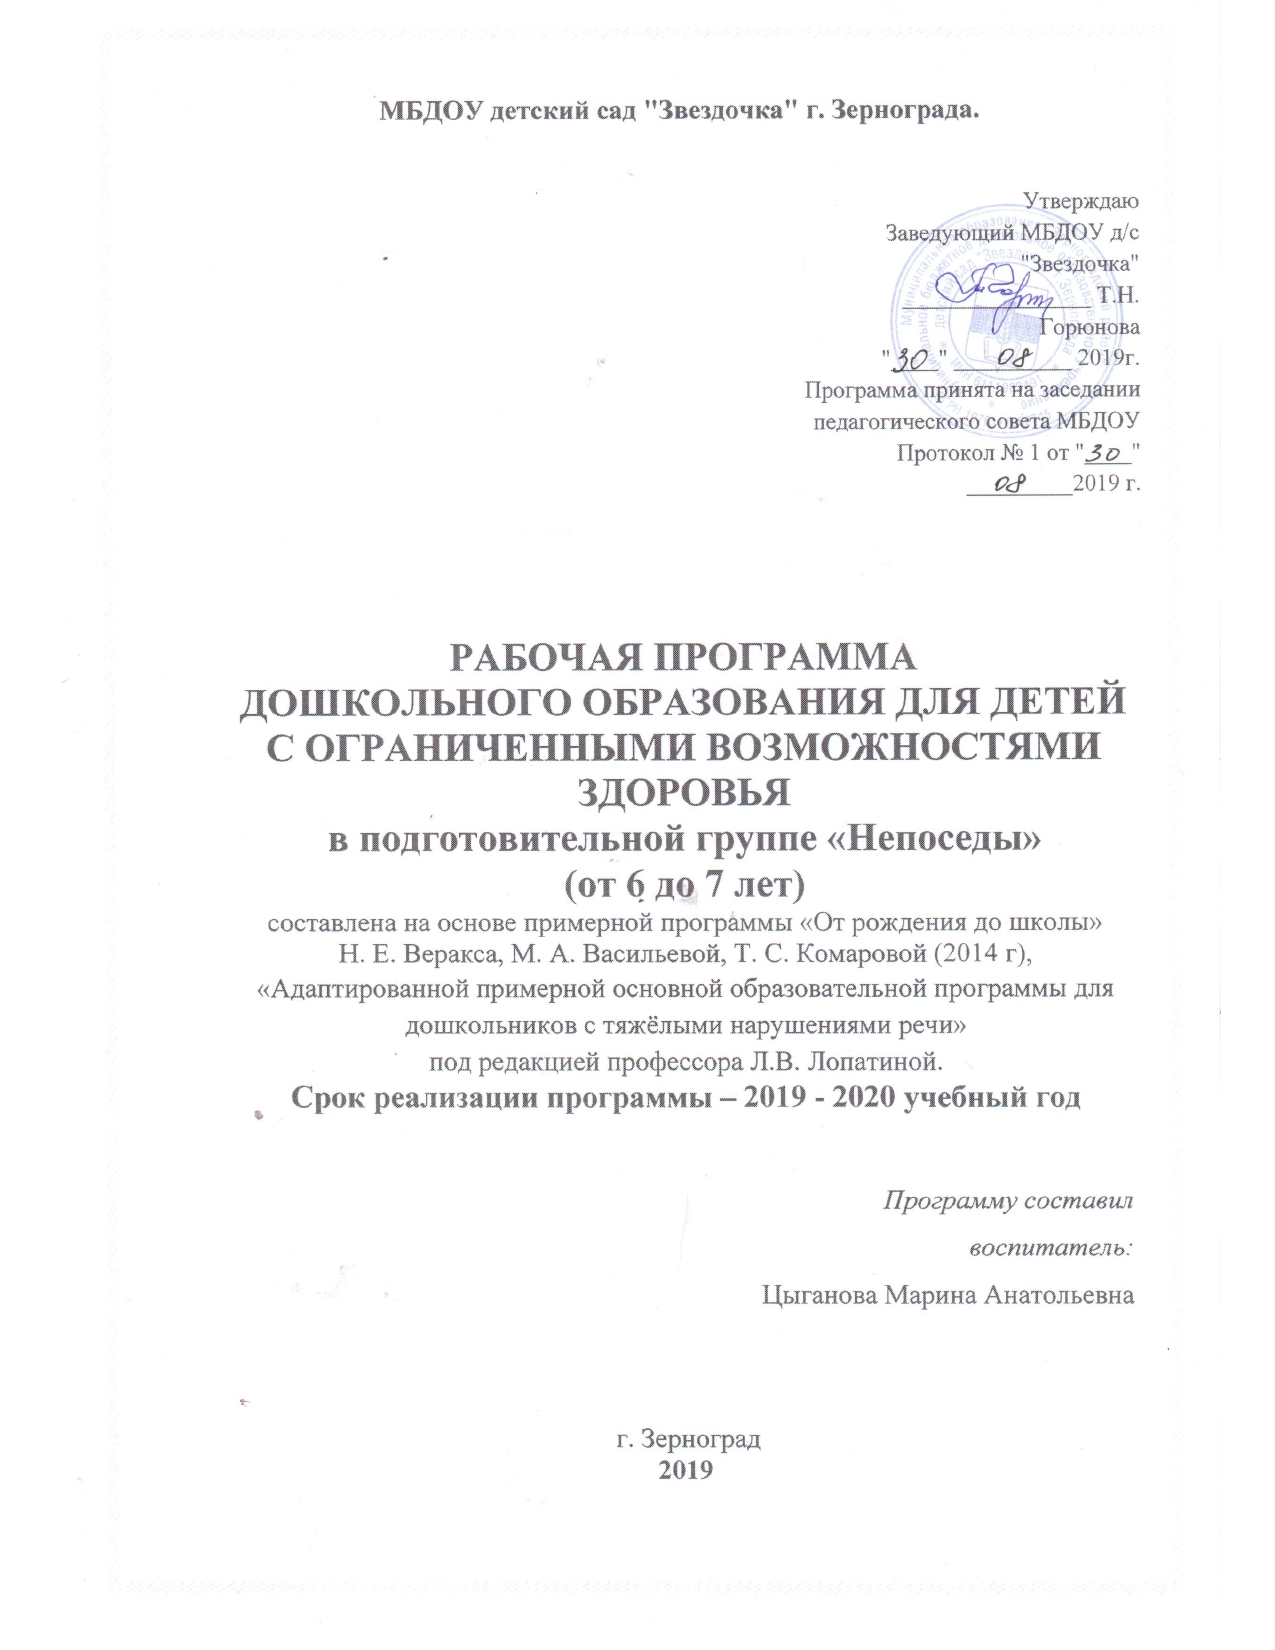 МБДОУ детский сад "Звездочка" г. Зернограда.
Утверждаю
Заведующий МБДОУ д/с
"Звездочка"
_______________ Т.Н.
Горюнова
"30" 08 2019г.
Программа принята на заседании
педагогического совета МБДОУ
Протокол № 1 от "30"
08 2019 г.
РАБОЧАЯ ПРОГРАММА
ДОШКОЛЬНОГО ОБРАЗОВАНИЯ ДЛЯ ДЕТЕЙ
С ОГРАНИЧЕННЫМИ ВОЗМОЖНОСТЯМИ
ЗДОРОВЬЯ
в подготовительной группе «Непоседы»
(от 6 до 7 лет)
составлена на основе примерной программы «От рождения до школы»
Н. Е. Веракса, М. А. Васильевой, Т. С. Комаровой (2014 г),
«Адаптированной примерной основной образовательной программы для
дошкольников с тяжёлыми нарушениями речи»
под редакцией профессора Л.В. Лопатиной.
Срок реализации программы – 2019 - 2020 учебный год
Программу составил
воспитатель:
Цыганова Марина Анатольевна
г. Зерноград
2019